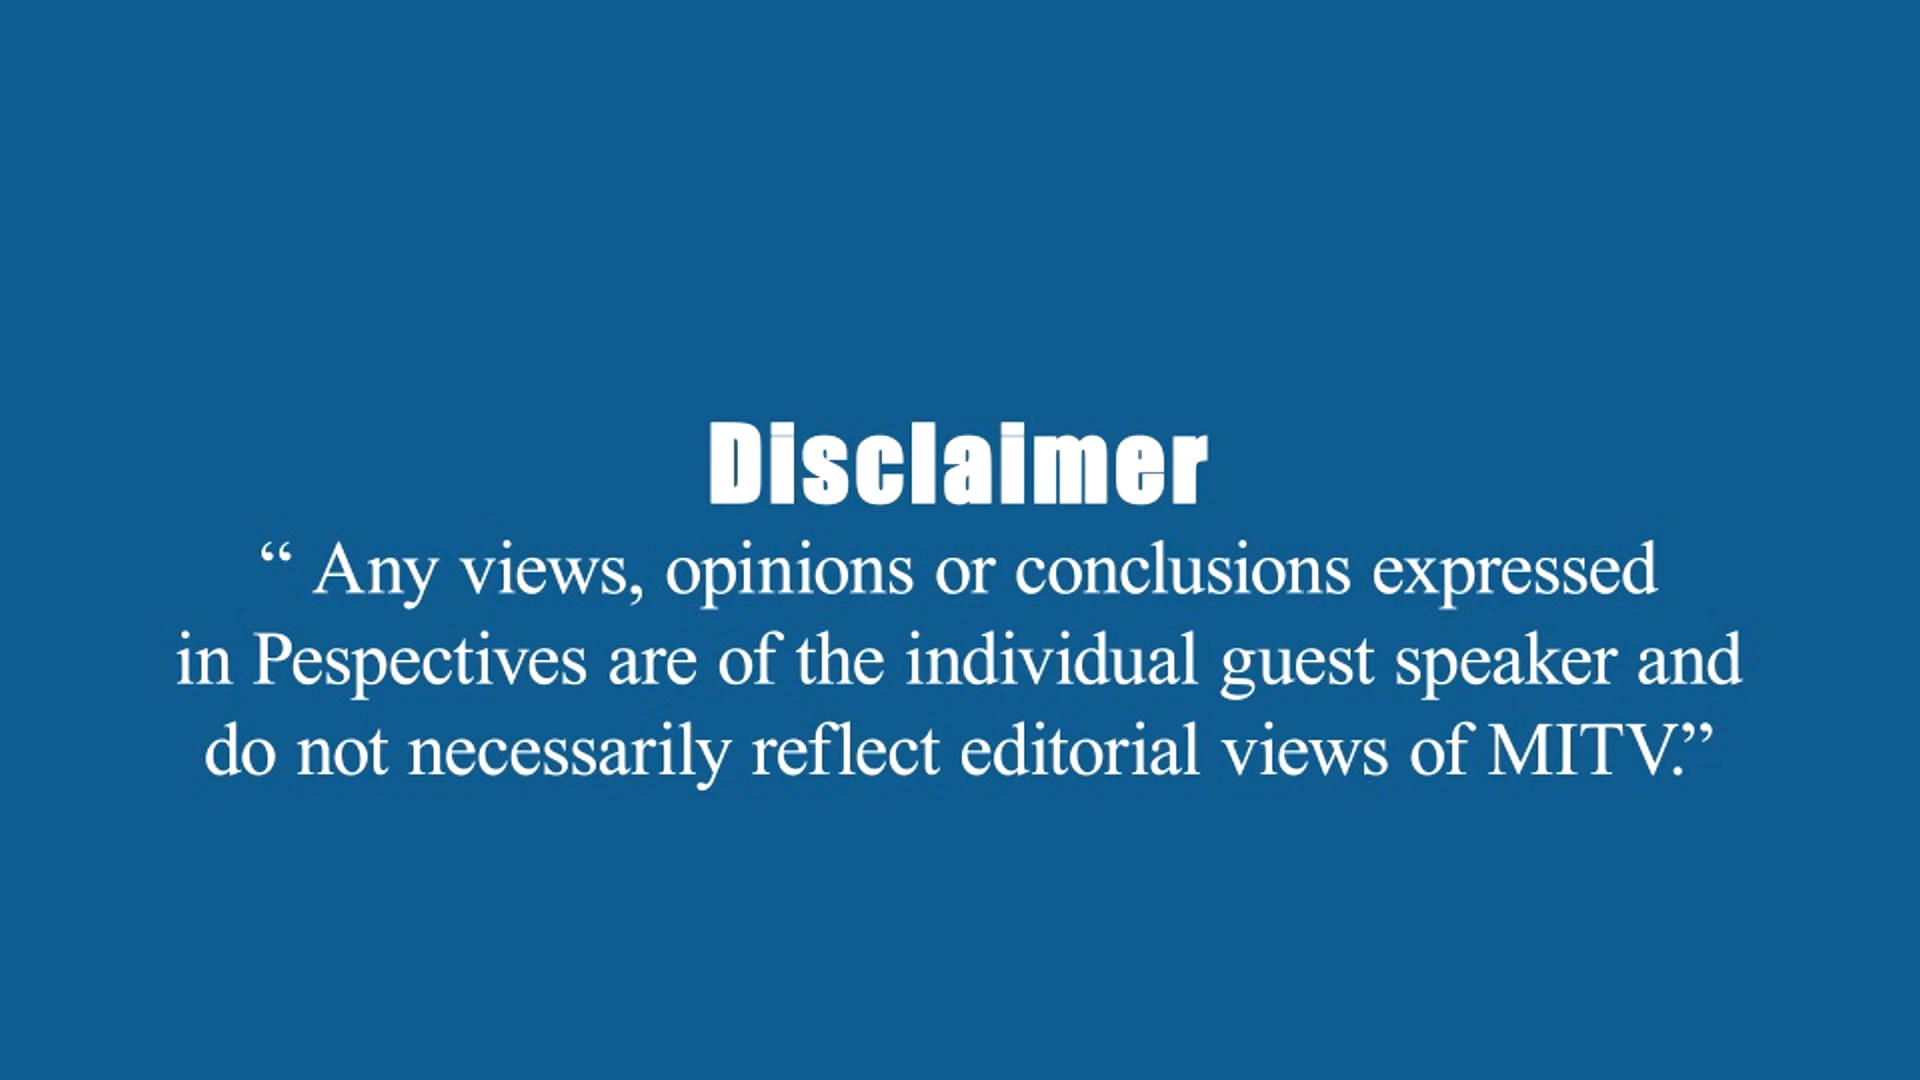 Disclaimer
“ Any views, opinions or conclusions expressed
in Pespectives are of the individual guest speaker and
do not necessarily reflect editorial views of MITV.”